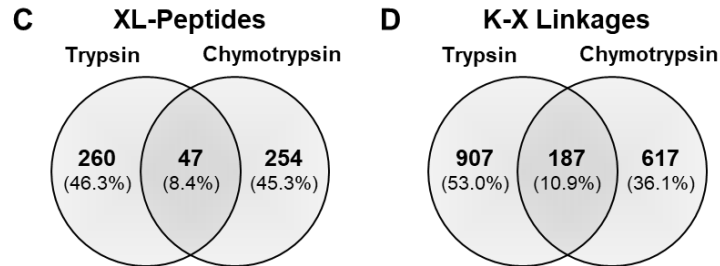 C XL-Peptides
Trypsin Chymotrypsin
260 47 254
(46.3%) (8.4%) (45.3%)
D K-X Linkages
Trypsin Chymotrypsin
907 187 617
(53.0%) (10.9%) (36.1%)